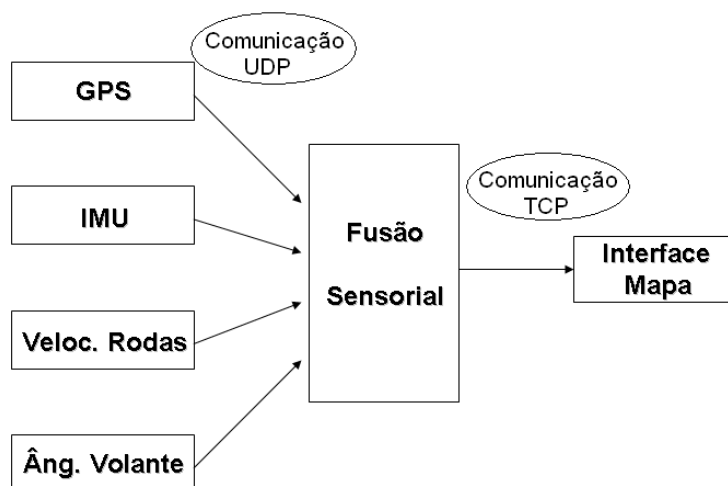 Comunicação
UDP
GPS
IMU
Veloc. Rodas
Âng. Volante
Fusão
Sensorial
Comunicação
TCP
Interface
Mapa